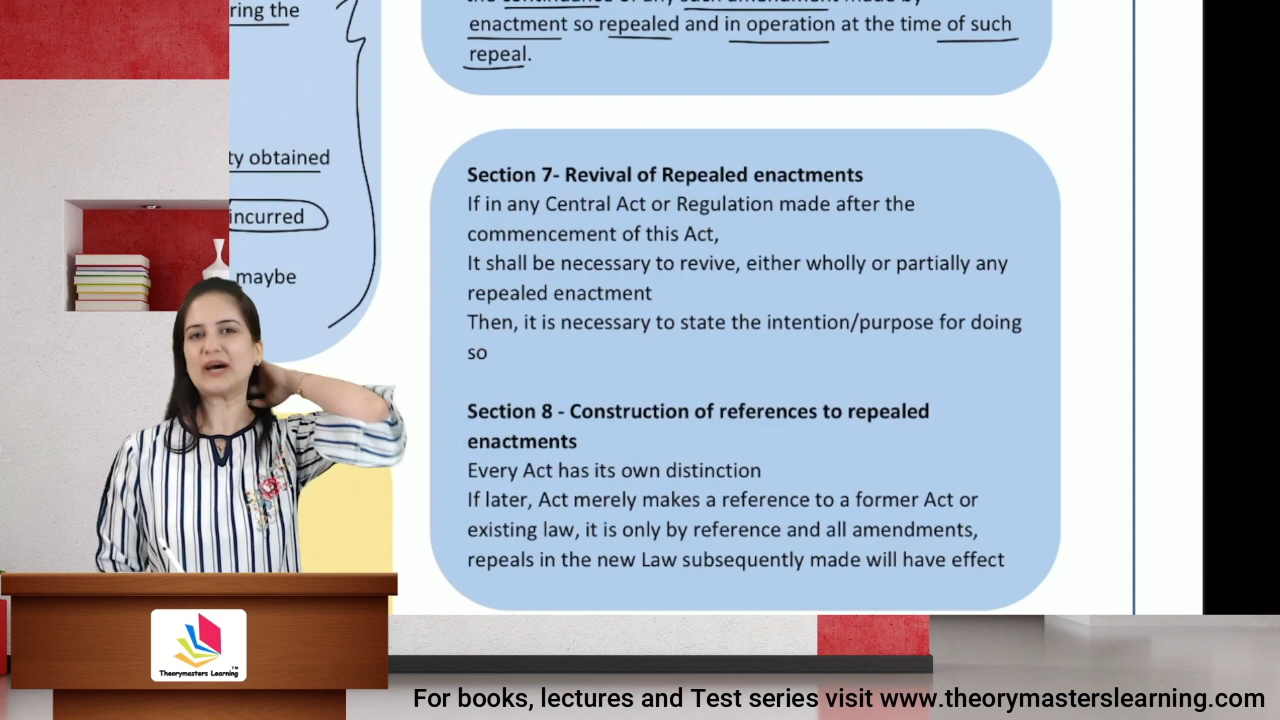 ring the
ty obtained
incurred
maybe
enactment so repealed and in operation at the time of such
repeal.
Section 7- Revival of Repealed enactments
If in any Central Act or Regulation made after the
commencement of this Act,
It shall be necessary to revive, either wholly or partially any
repealed enactment
Then, it is necessary to state the intention/purpose for doing
so
Section 8 - Construction of references to repealed
enactments
Every Act has its own distinction
If later, Act merely makes a reference to a former Act or
existing law, it is only by reference and all amendments,
repeals in the new Law subsequently made will have effect
Theorymasters Learning™
For books, lectures and Test series visit www.theorymasterslearning.com